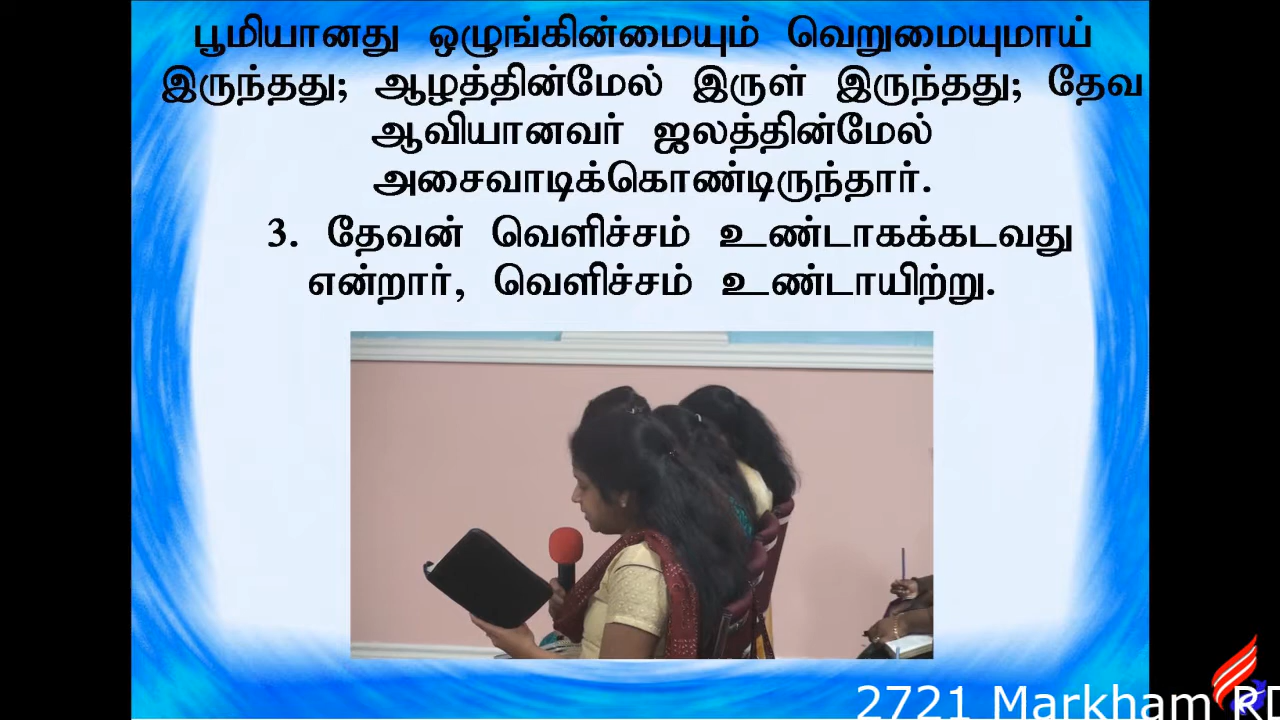 பூமியானது ஒழுங்கின்மையும் வெறுமையுமாய்
இருந்தது; ஆழத்தின்மேல் இருள் இருந்தது; தேவ
ஆவியானவர் ஜலத்தின்மேல்
அசைவாடிக்கொண்டிருந்தார்.
3. தேவன் வெளிச்சம் உண்டாகக்கடவது
என்றார், வெளிச்சம் உண்டாயிற்று.
2721 Markham RD